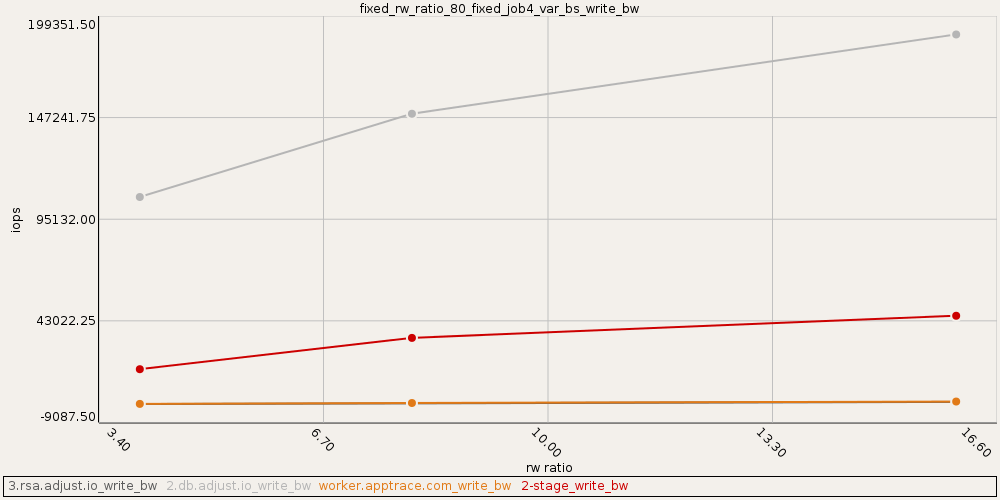 fixed_rw_ratio_80_fixed_job4_var_bs_write_bw
199351.50
147241.75
95132.00
43022.25
-9087.50
iops
3.40
6.70
10.00
13.30
16.60
rw ratio
3.rsa.adjust.io_write_bw 2.db.adjust.io_write_bw worker.apptrace.com_write_bw 2-stage_write_bw